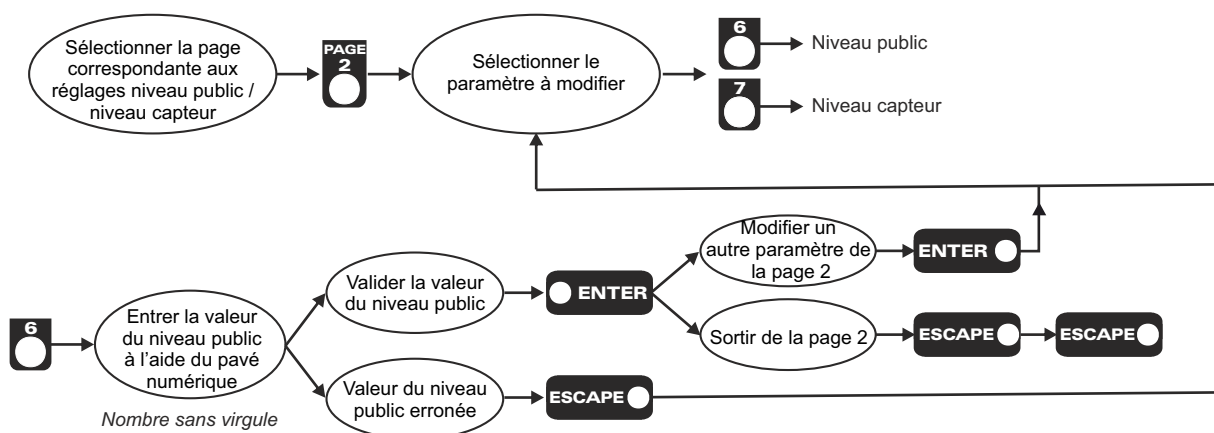 Sélectionner la page
correspondante aux
réglages niveau public /
niveau capteur
PAGE
2
Sélectionner le
paramètre à modifier
6
Niveau public
7
Niveau capteur
6
Entrer la valeur
du niveau public
à l'aide du pavé
numérique
Nombre sans virgule
Valider la valeur
du niveau public
ENTER
Modifier un
autre paramètre de
la page 2
ENTER
Sortir de la page 2
ESCAPE
ESCAPE
Valeur du niveau
public erronée
ESCAPE